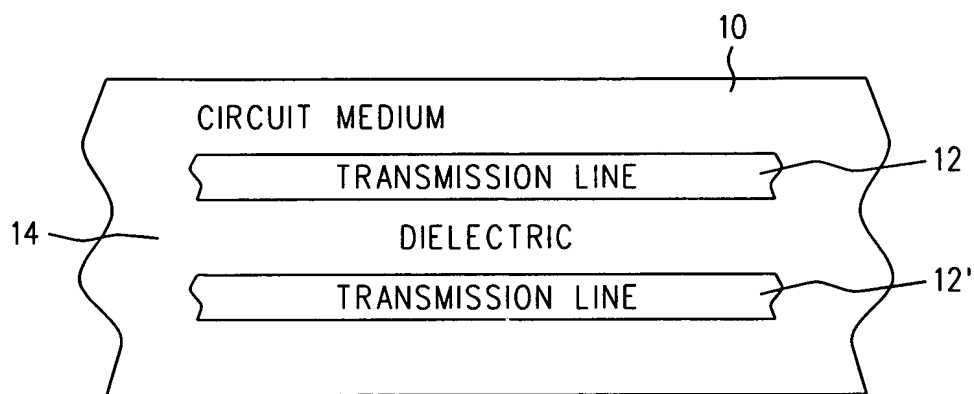 10
CIRCUIT MEDIUM
TRANSMISSION LINE
12
14
DIELECTRIC
TRANSMISSION LINE
12'